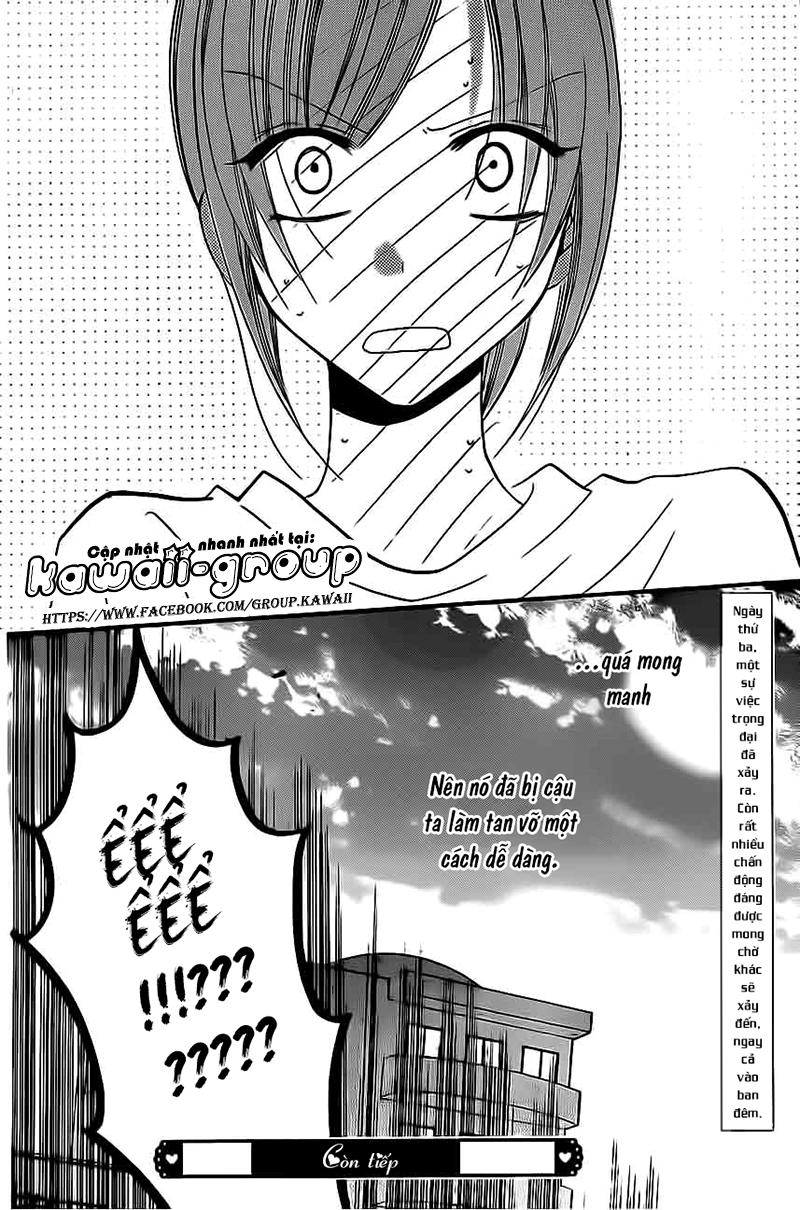 Cập nhật nhanh nhất tại:
kawaii-group
HTTPS://WWW.FACEBOOK.COM/GROUP.KAWAII
...quá mong
manh
Nên nó đã bị cậu
ta làm tan vỡ một
cách dễ dàng.
ỂỂỂ
ỂỂỂ
!!!???
?????
Ngày
thứ
ba,
một
sự
việc
trọng
đại
đã
xảy
ra.
Còn
rất
nhiều
chấn
động
đáng
được
mong
chờ
khác
sẽ
xảy
đến,
ngay
cả
vào
ban
đêm.
Còn tiếp